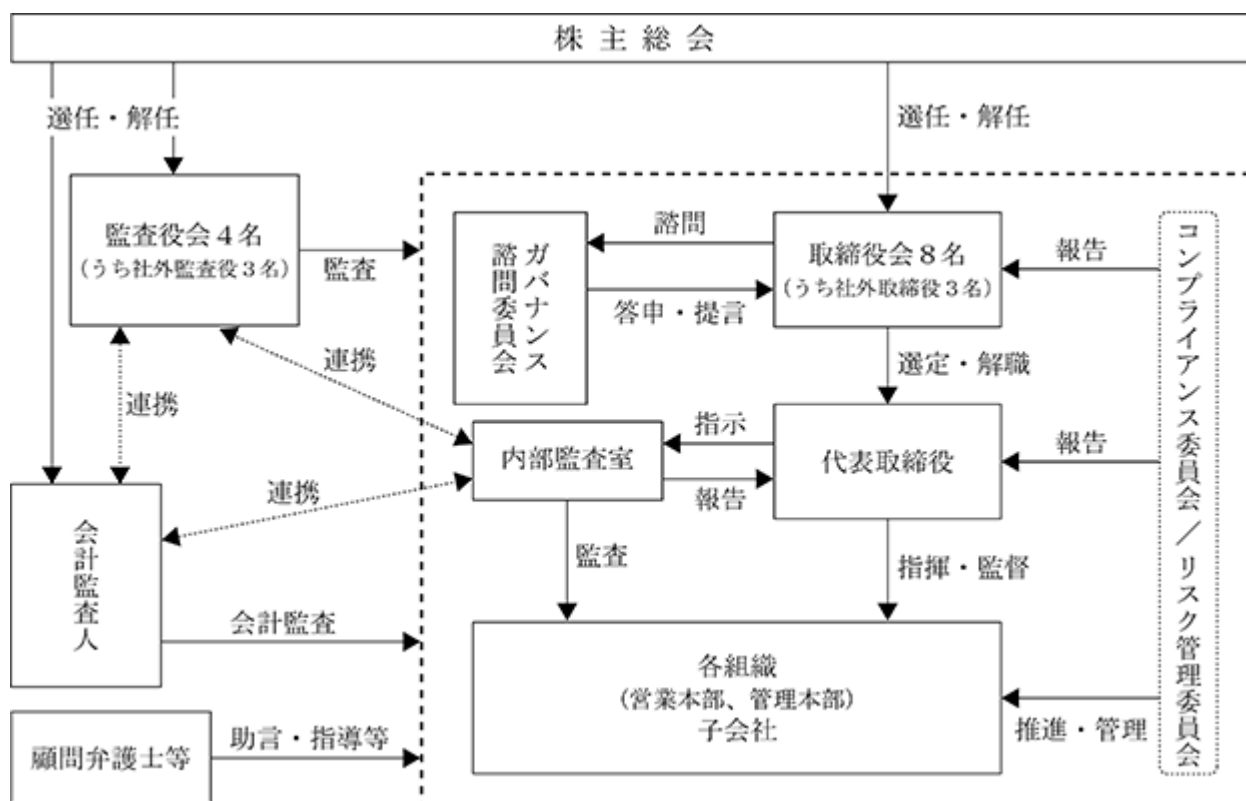 株主総会
選任・解任
選任・解任
監査役会4名
（うち社外監査役3名）
監査
ガバナンス
諮問委員会
諮問
答申・提言
取締役会8名
（うち社外取締役3名）
報告
コンプライアンス委員会／リスク管理委員会
連携
連携
選定・解職
内部監査室
指示
報告
代表取締役
報告
連携
会計監査人
監査
指揮・監督
会計監査
各組織
（営業本部、管理本部）
子会社
推進・管理
顧問弁護士等
助言・指導等